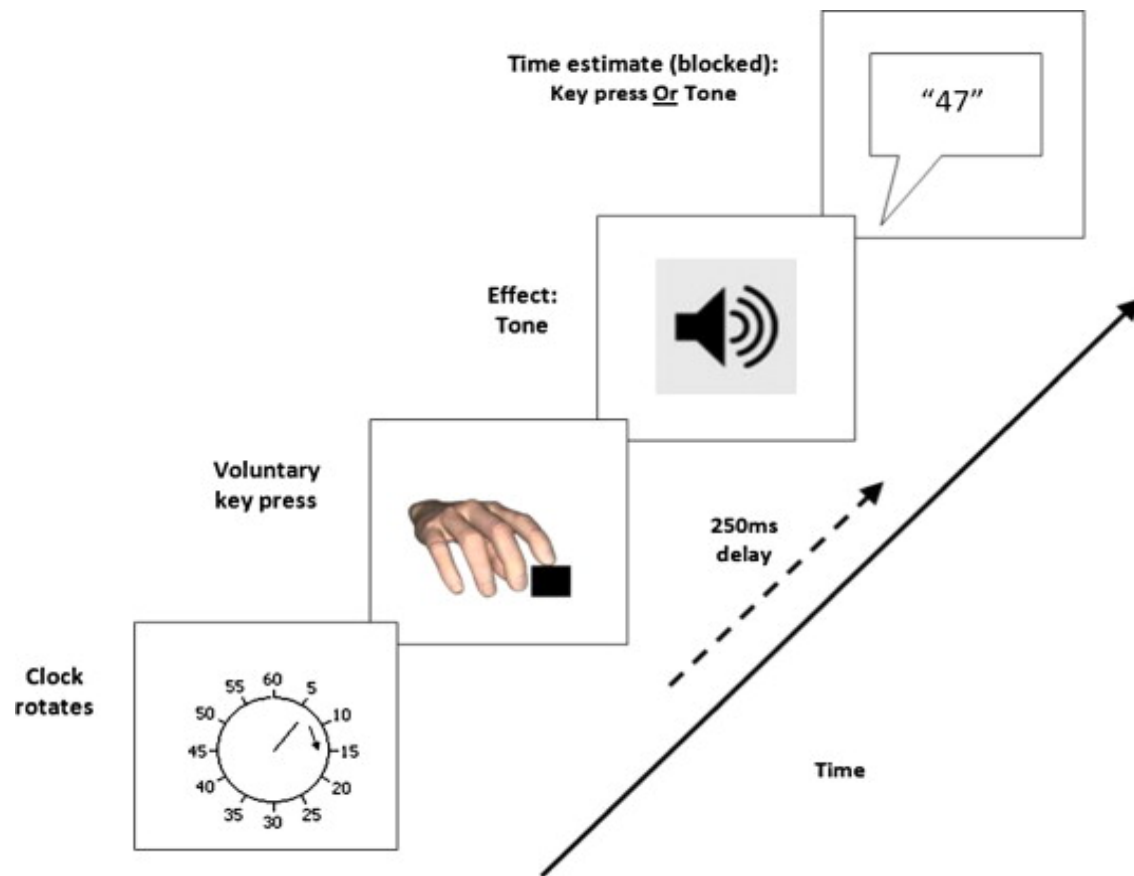 Time estimate (blocked):
Key press Or Tone
“47”
Effect:
Tone
Voluntary
key press
250ms
delay
Clock
rotates
60
55
5
50
10
45
15
40
20
35
25
30
Time